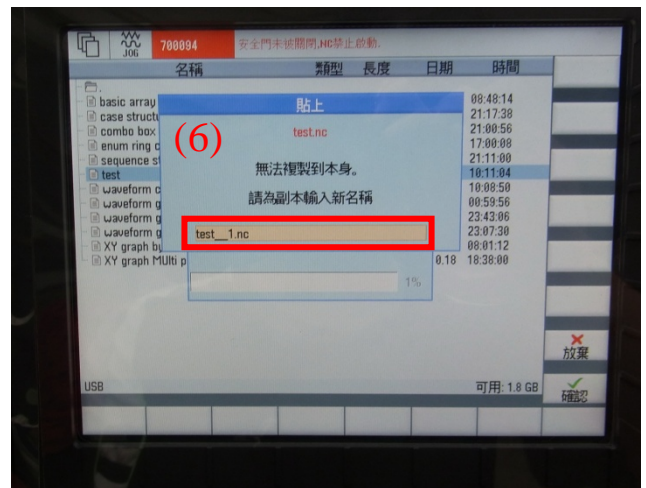 JOG
700094 安全門未被關閉,NC禁止啟動.
名稱 類型 長度 日期 時間
basic array 08:48:14
case struct 21:17:38
combo box 21:00:56
enum ring c 17:00:08
sequence s 21:11:00
test 10:11:04
waveform c 10:08:50
waveform g 00:59:56
waveform g 23:43:06
waveform g 23:07:30
XY graph b 08:01:12
XY graph MUlti p 0.18 18:38:00
貼上
(6)
test.nc
無法複製到本身。
請為副本輸入新名稱
test__1.nc
1%
放棄
USB 可用: 1.8 GB
確認